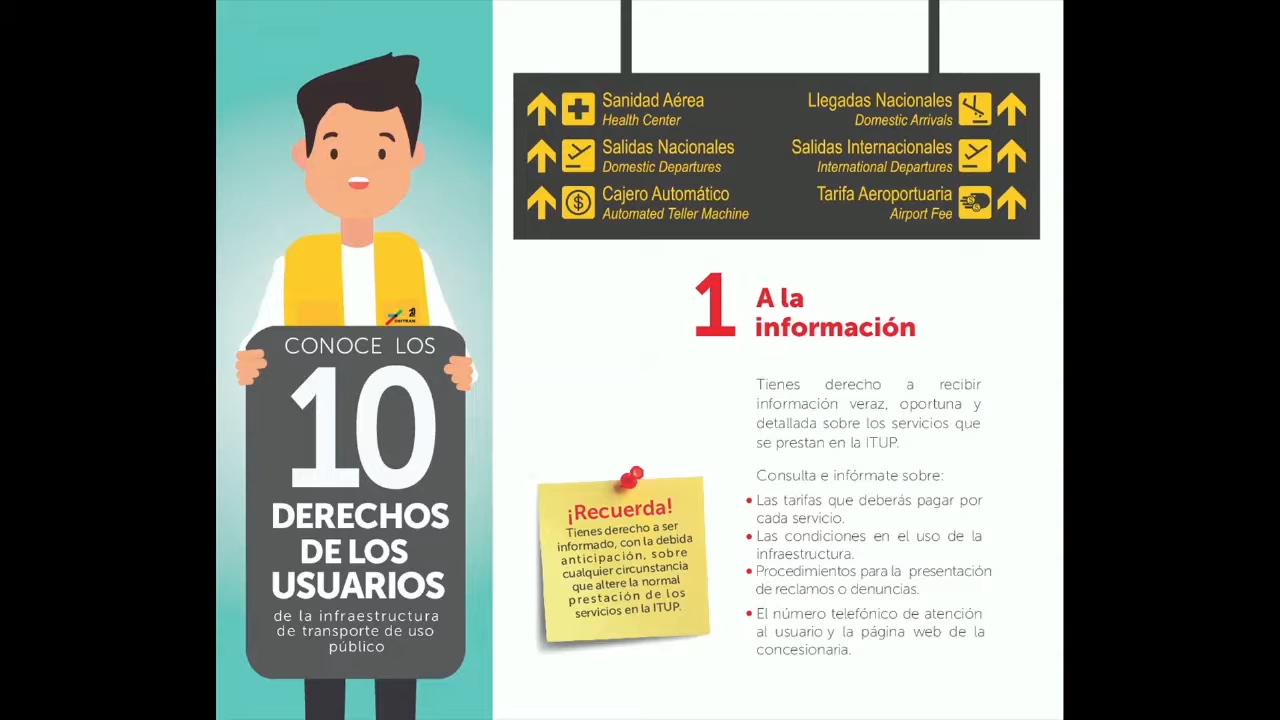 CONOCE LOS
10
DERECHOS
DE LOS
USUARIOS
de la infraestructura
de transporte de uso
público
Sanidad Aérea
Health Center
Salidas Nacionales
Domestic Departures
Cajero Automático
Automated Teller Machine
Llegadas Nacionales
Domestic Arrivals
Salidas Internacionales
International Departures
Tarifa Aeroportuaria
Airport Fee
1
A la
información
Tienes derecho a recibir
información veraz, oportuna y
detallada sobre los servicios que
se prestan en la ITUP.
Consulta e infórmate sobre:
• Las tarifas que deberás pagar por
cada servicio.
• Las condiciones en el uso de la
infraestructura.
• Procedimientos para la presentación
de reclamos o denuncias.
• El número telefónico de atención
al usuario y la página web de la
concesionaria.
¡Recuerda!
Tienes derecho a ser
informado, con la debida
anticipación, sobre
cualquier circunstancia
que altere la normal
prestación de los
servicios en la ITUP.